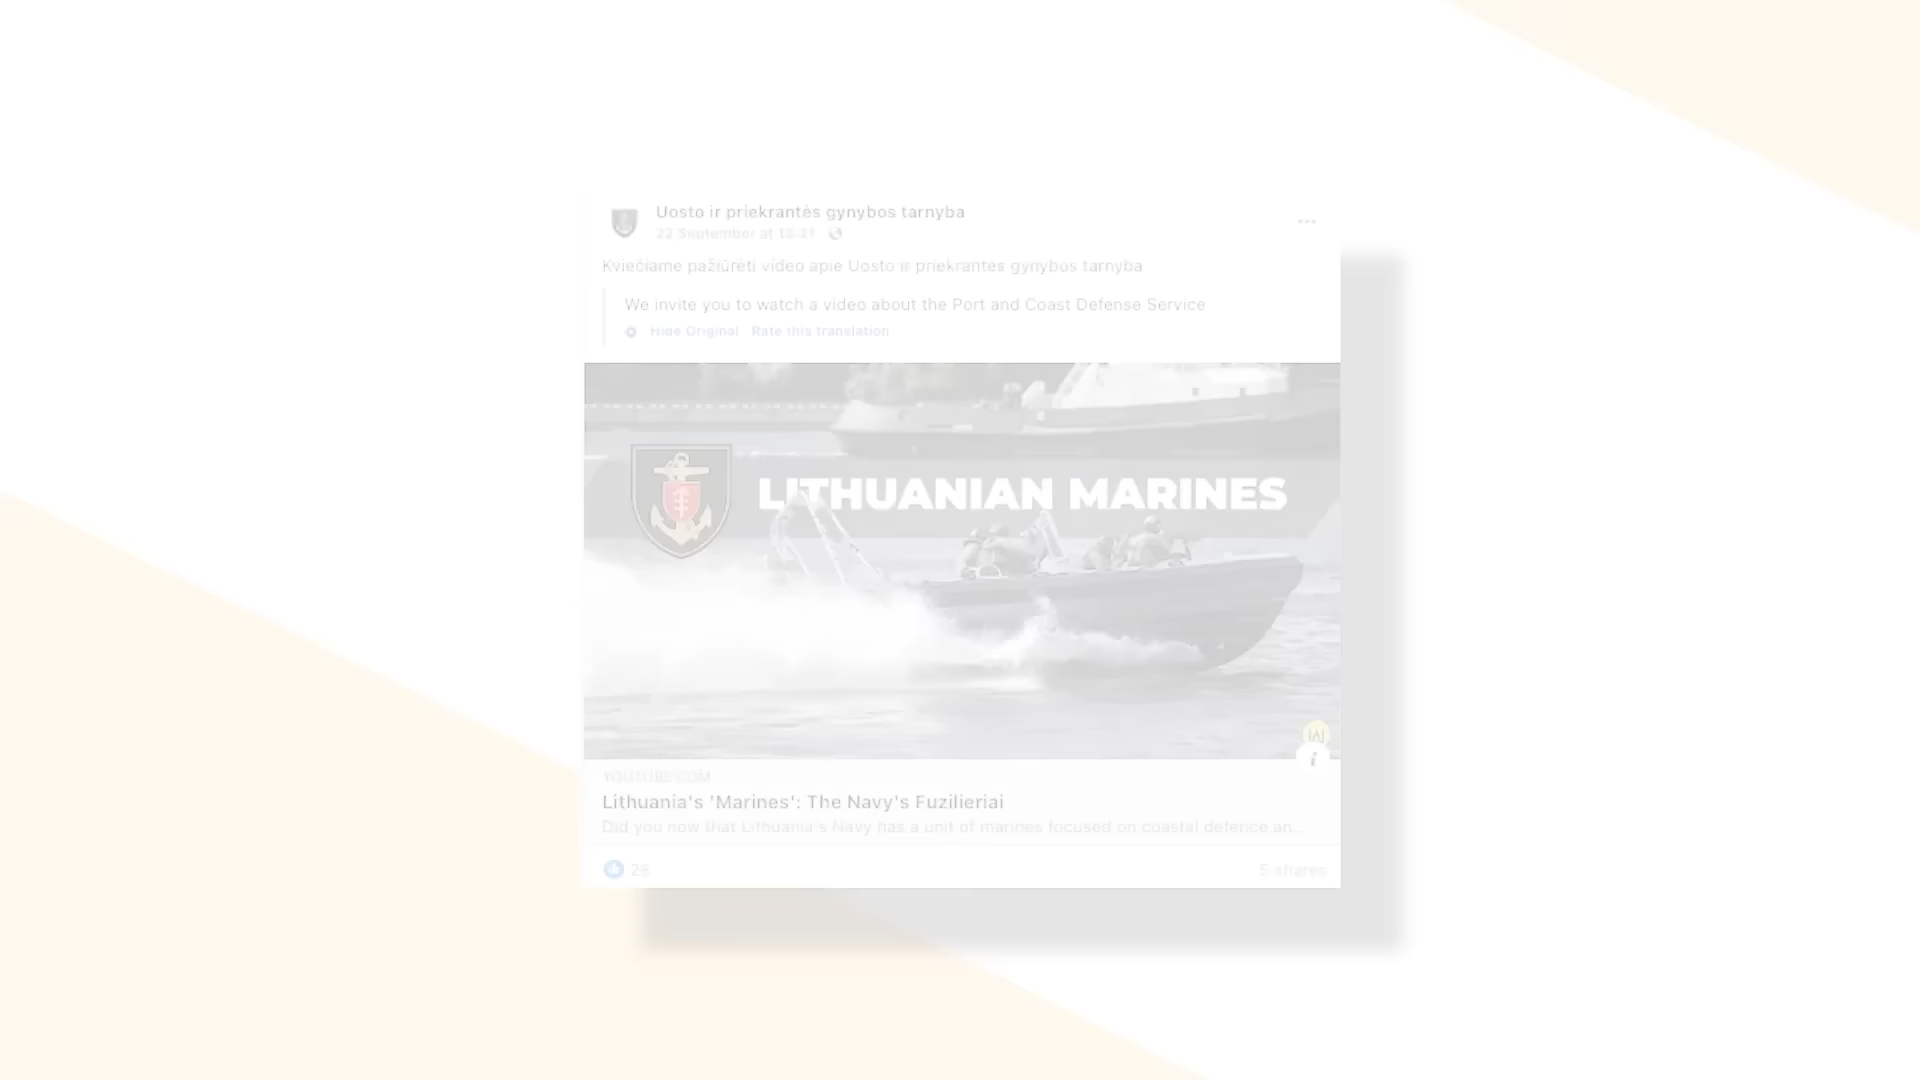 Uosto ir priekrantės gynybos tarnyba
22 September at
Kviečiame pažiūrėti video apie Uosto ir priekrantės gynybos tarnyba
We invite you to watch a video about the Port and Coast Defense Service
Hide Original Rate this translation
LITHUANIAN MARINES
YOUTUBE.COM
Lithuania's 'Marines': The Navy's Fuzilieriai
Did you now that Lithuania's Navy has a unit of marines focused on coastal defence an...
28 5 shares